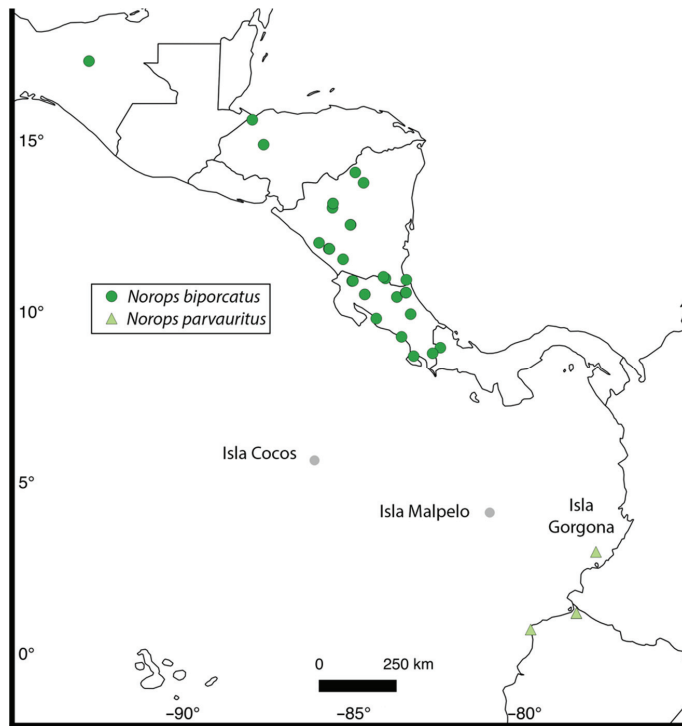 15°
Norops biporcatus
10°
Norops parvauritus
Isla Cocos
5°
Isla Malpelo
Isla
Gorgona
0°
0 250 km
−90° −85° −80°